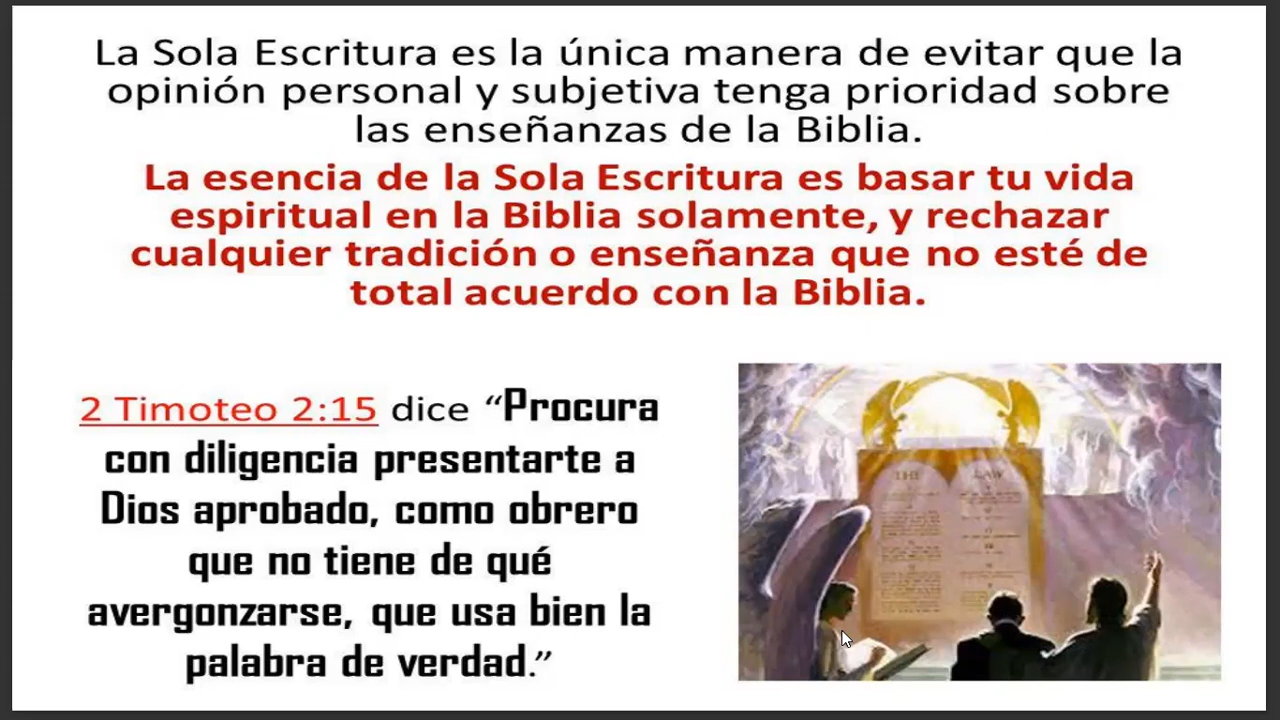 La Sola Escritura es la única manera de evitar que la
opinión personal y subjetiva tenga prioridad sobre
las enseñanzas de la Biblia.
La esencia de la Sola Escritura es basar tu vida
espiritual en la Biblia solamente, y rechazar
cualquier tradición o enseñanza que no esté de
total acuerdo con la Biblia.
2 Timoteo 2:15 dice “Procura
con diligencia presentarte a
Dios aprobado, como obrero
que no tiene de qué
avergonzarse, que usa bien la
palabra de verdad.”
THE LAW